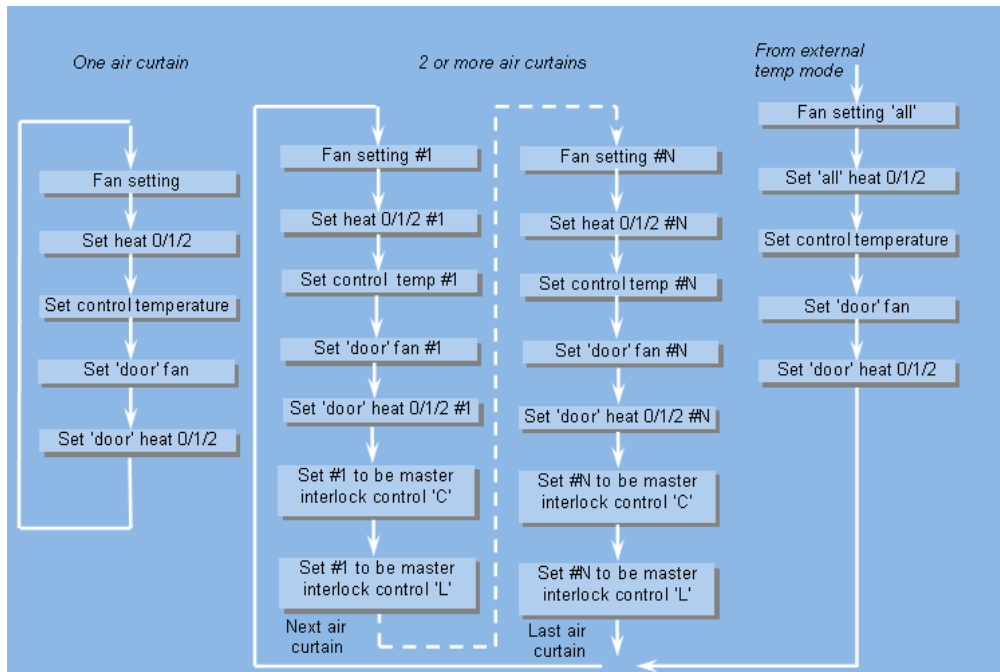 One air curtain
Fan setting
Set heat 0/1/2
Set control temperature
Set 'door' fan
Set 'door' heat 0/1/2
2 or more air curtains
Fan setting #1
Set heat 0/1/2 #1
Set control temp #1
Set 'door' fan #1
Set 'door' heat 0/1/2 #1
Set #1 to be master
interlock control 'C'
Set #1 to be master
interlock control 'L'
Next air
curtain
Fan setting #N
Set heat 0/1/2 #N
Set control temp #N
Set 'door' fan #N
Set 'door' heat 0/1/2 #N
Set #N to be master
interlock control 'C'
Set #N to be master
interlock control 'L'
Last air
curtain
From external
temp mode
Fan setting 'all'
Set 'all' heat 0/1/2
Set control temperature
Set 'door' fan
Set 'door' heat 0/1/2